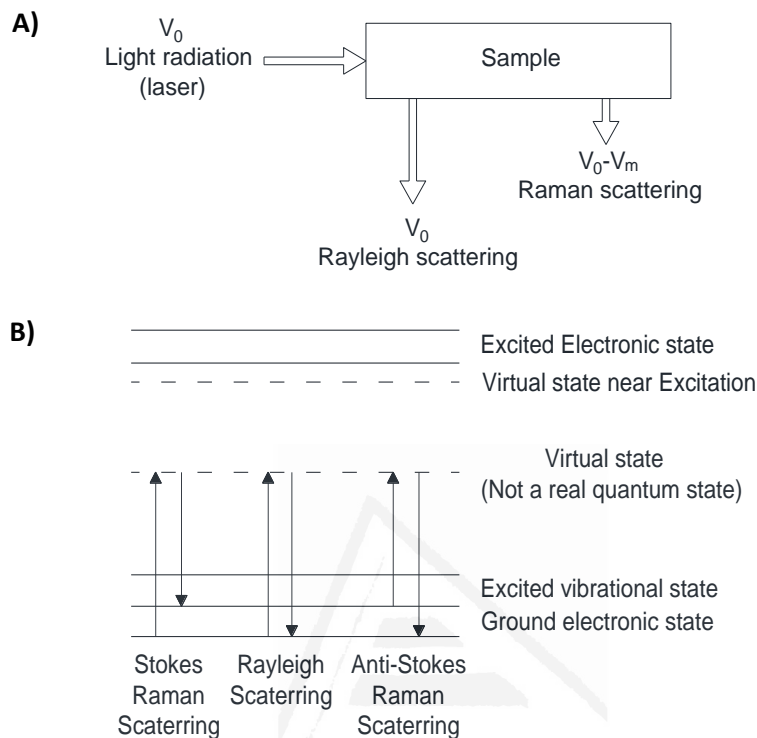 A)
V0
Light radiation
(laser)
Sample
V0-Vm
Raman scattering
V0
Rayleigh scattering
B)
Excited Electronic state
Virtual state near Excitation
Virtual state
(Not a real quantum state)
Excited vibrational state
Ground electronic state
Stokes
Raman
Scaterring
Rayleigh
Scaterring
Anti-Stokes
Raman
Scaterring